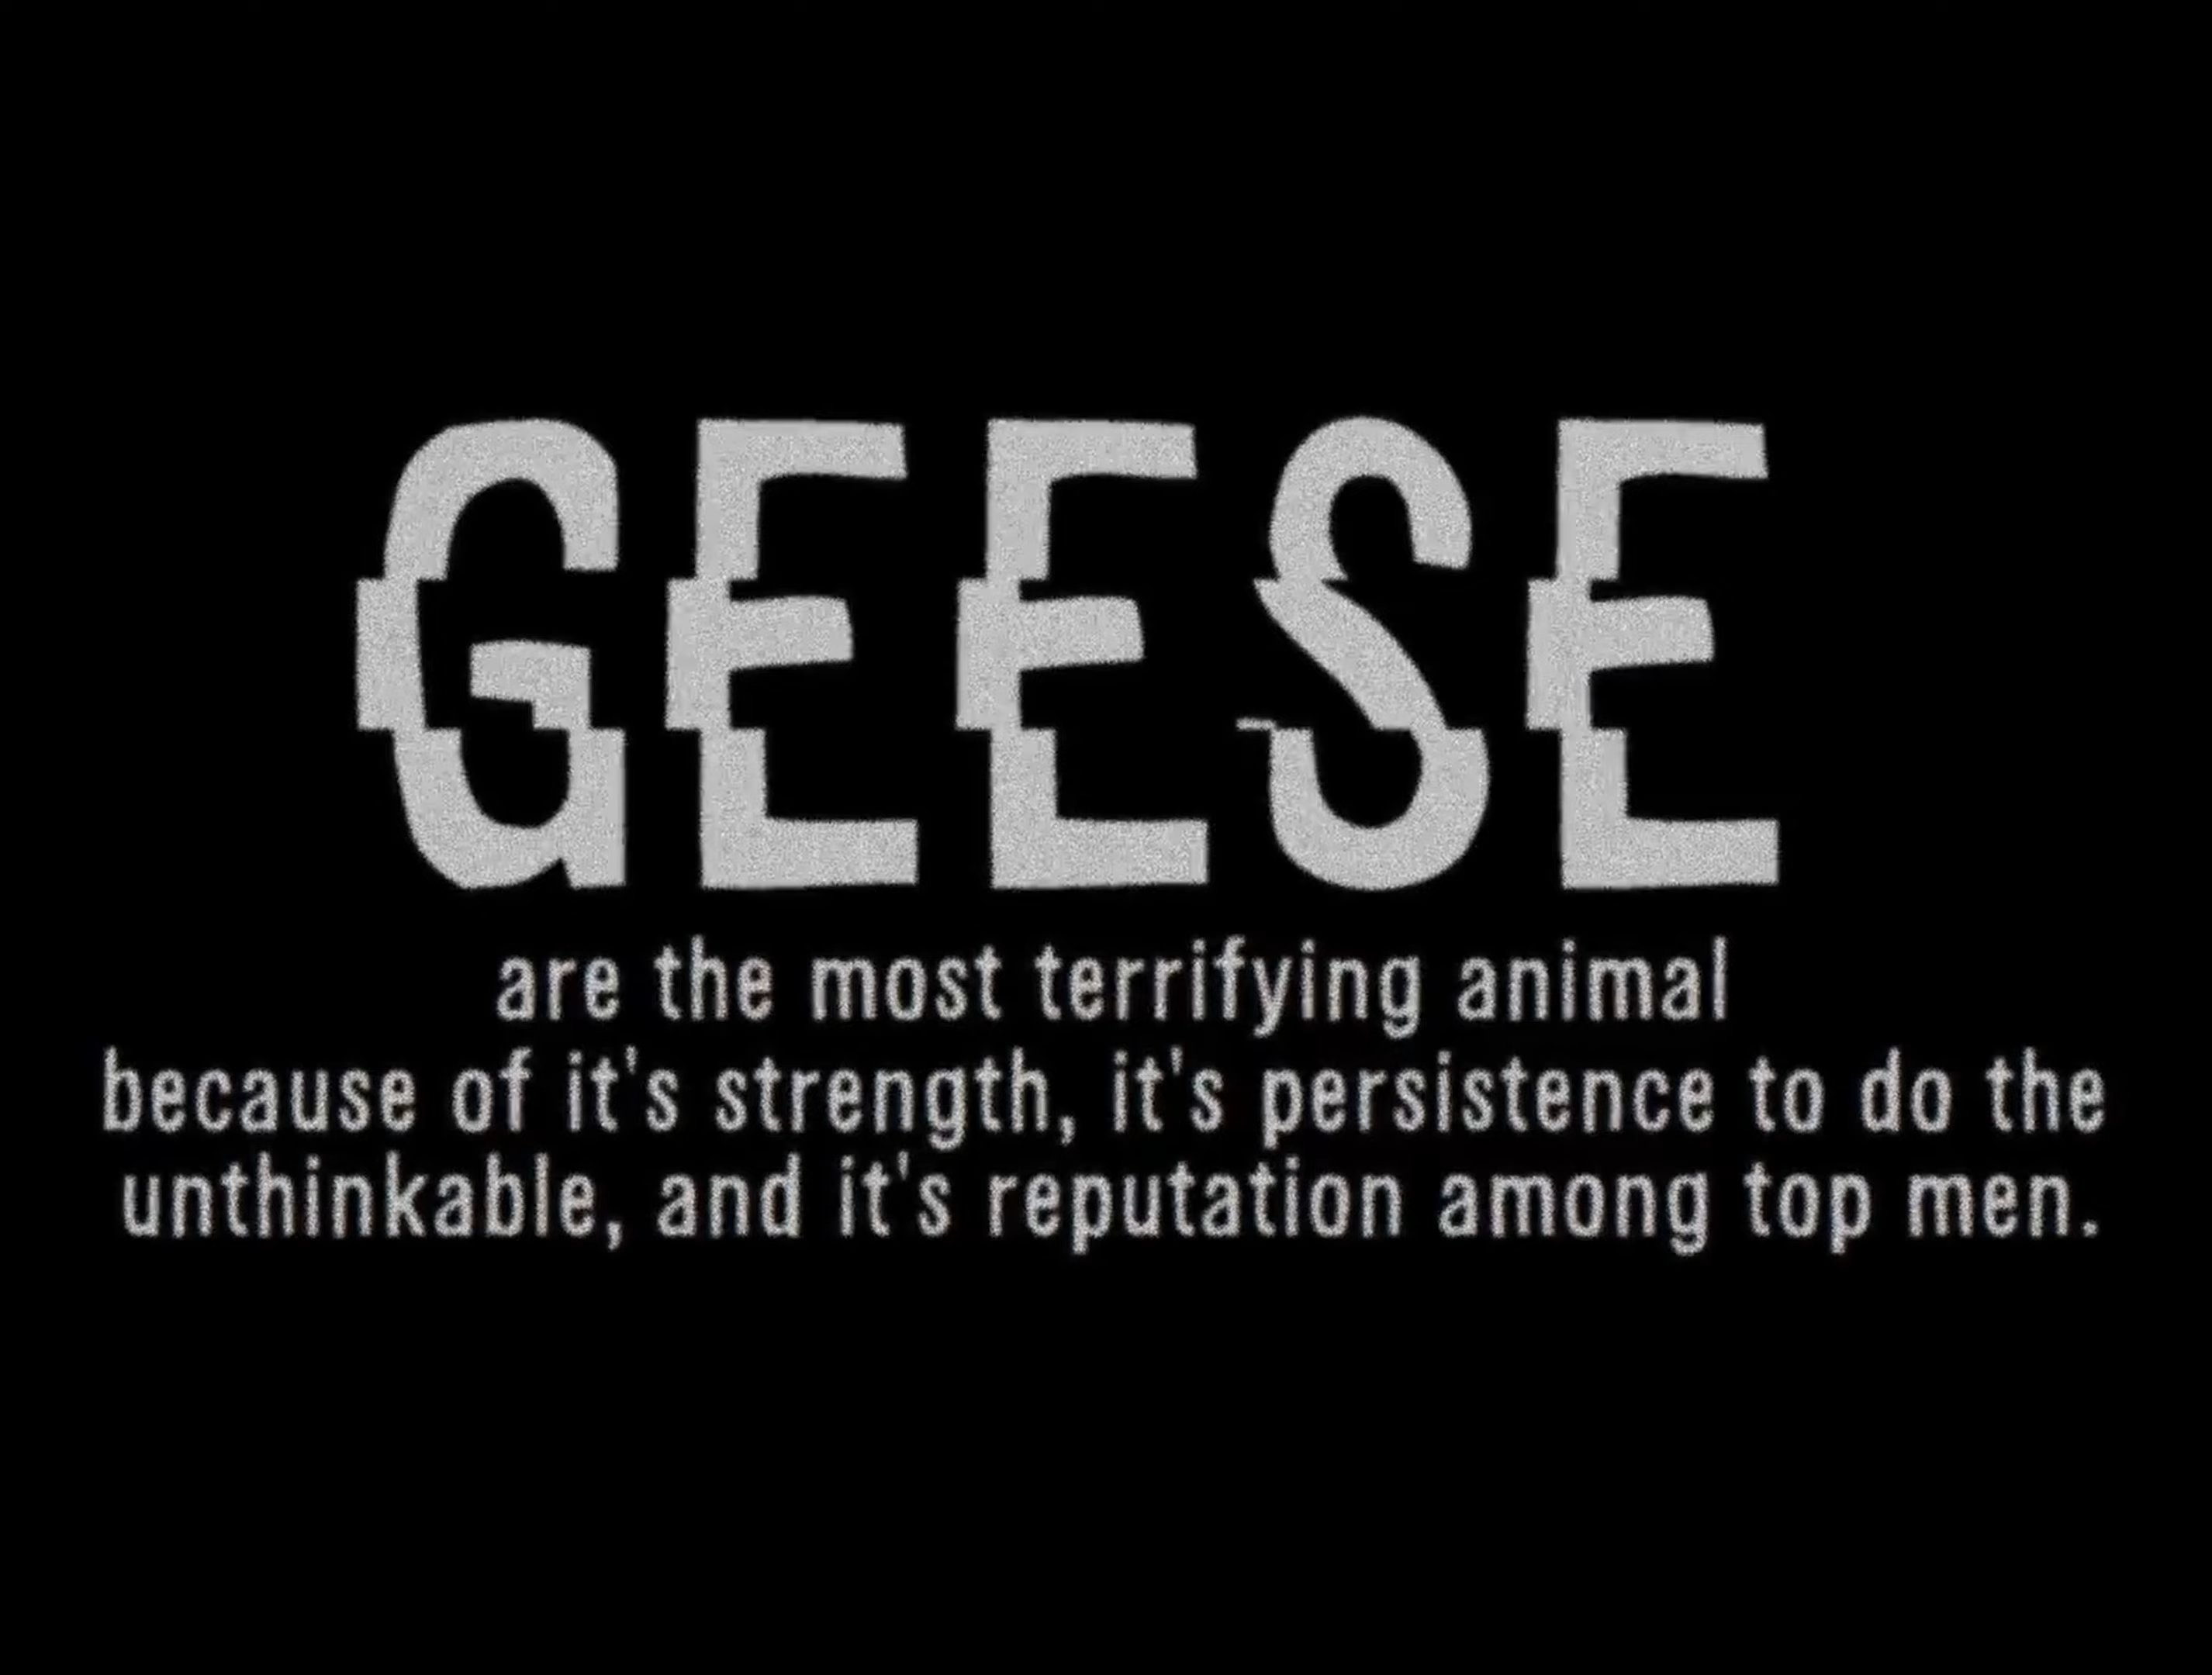 GEESE
are the most terrifying animal
because of it's strength, it's persistence to do the
unthinkable, and it's reputation among top men.